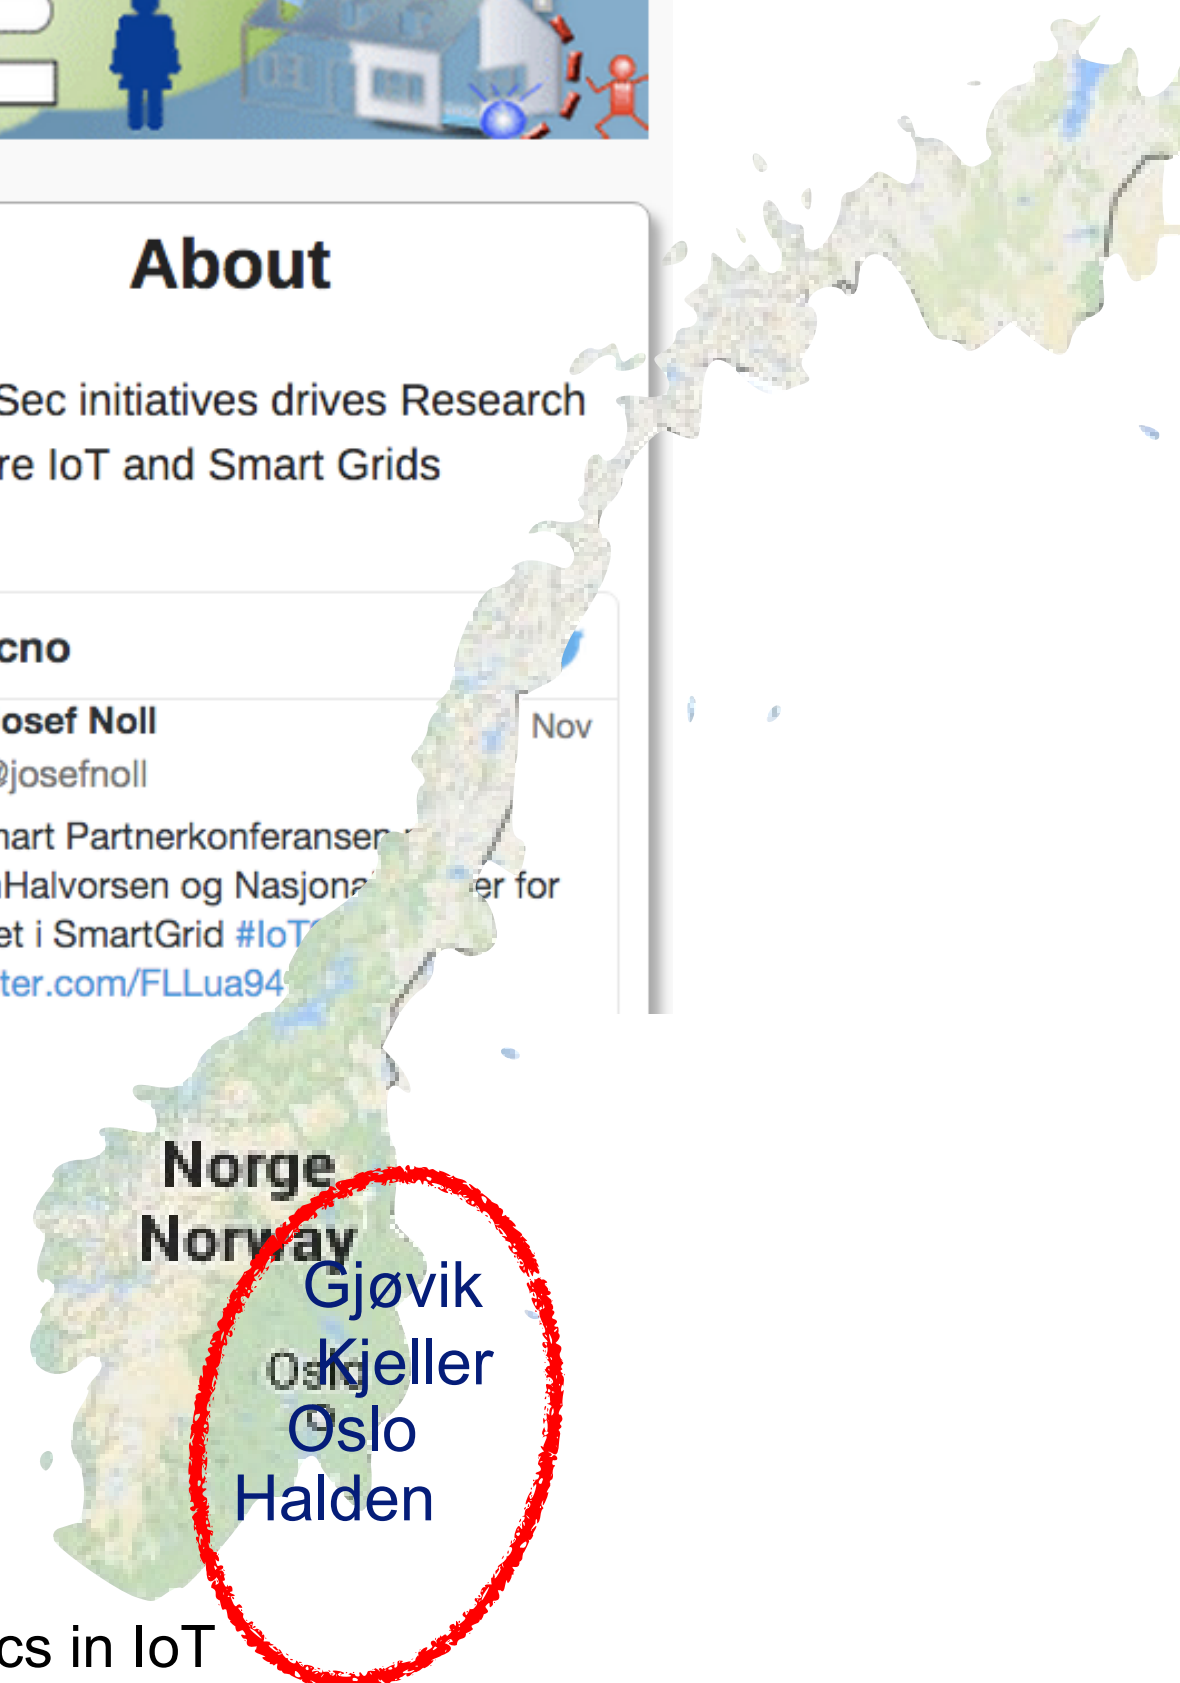 About
Sec initiatives drives Research
re IoT and Smart Grids
cno
osef Noll
Nov
@josefnoll
mart Partnerkonferansen
Halvorsen og Nasjona er for
et i SmartGrid #IoT
ter.com/FLLua94
Norge
Norway
Gjøvik
Oslo
Kjeller
Oslo
Halden
cs in IoT